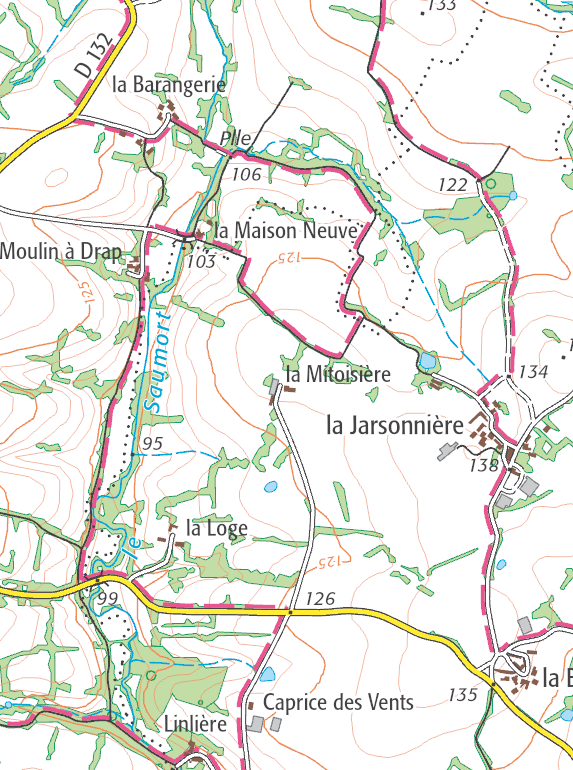 133
D 132
la Barangerie
Plle
106
122
la Maison Neuve
Moulin à Drap
103
125
125
le Saumort
134
la Mitoisière
la Jarsonnière
95
138
la Loge
125
99
126
135
Caprice des Vents
Linlière